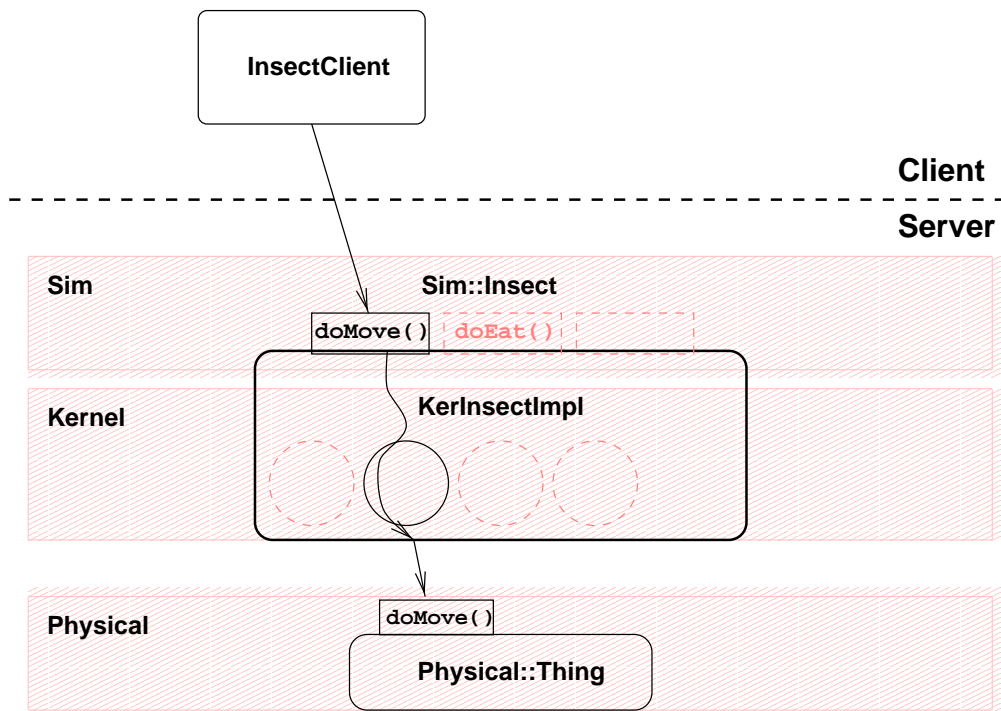 InsectClient
Client
Server
Sim
Sim::Insect
doMove()
doEat()
Kernel
KerInsectImpl
doMove()
Physical
Physical::Thing